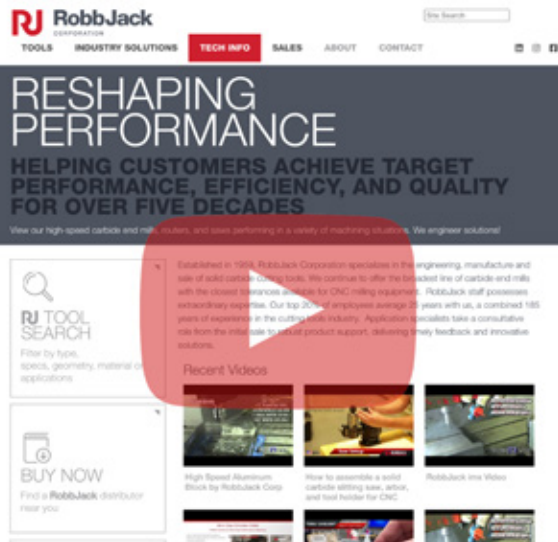 RJ RobbJack
CORPORATION
Site Search
TOOLS INDUSTRY SOLUTIONS TECH INFO SALES ABOUT CONTACT
RESHAPING
PERFORMANCE
HELPING CUSTOMERS ACHIEVE TARGET
PERFORMANCE, EFFICIENCY, AND QUALITY
FOR OVER FIVE DECADES
View our high-speed carbide end mills, routers, and saws performing in a variety of machining situations. We engineer solutions!
Established in 1959, RobbJack Corporation specializes in the engineering, manufacture and
sale of solid carbide cutting tools. We continue to offer the broadest line of carbide end mills
with the closest tolerances available for CNC milling equipment. RobbJack staff possesses
extraordinary expertise. Our top 20% of employees average 25 years with us, a combined 185
years of experience in the cutting tools industry. Application specialists take a consultative
role from the initial sale to robust product support, delivering timely feedback and innovative
solutions.
RJ TOOL
SEARCH
Filter by type,
specs, geometry, material or
applications
Recent Videos
High Speed Aluminum
Block by RobbJack Corp
How to assemble a solid
carbide slitting saw, arbor,
and tool holder for CNC
RobbJack Video
BUY NOW
Find a RobbJack distributor
near you